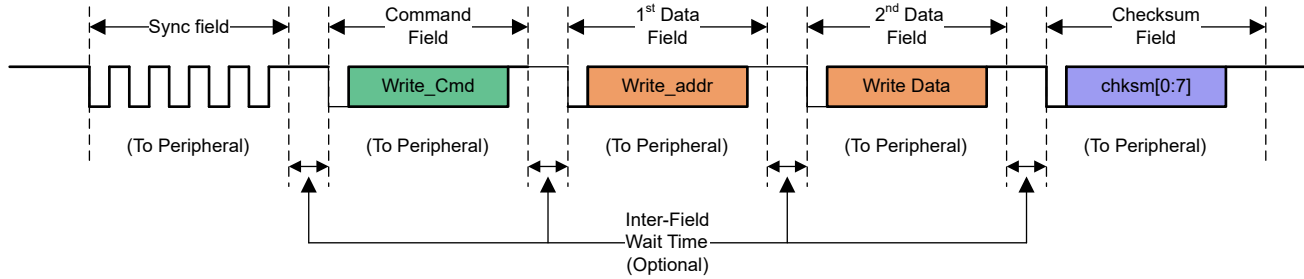 Sync field
Command
Field
1st Data
Field
2nd Data
Field
Checksum
Field
Write_Cmd
Write_addr
Write Data
chksm[0:7]
(To Peripheral)
(To Peripheral)
(To Peripheral)
(To Peripheral)
(To Peripheral)
Inter-Field
Wait Time
(Optional)